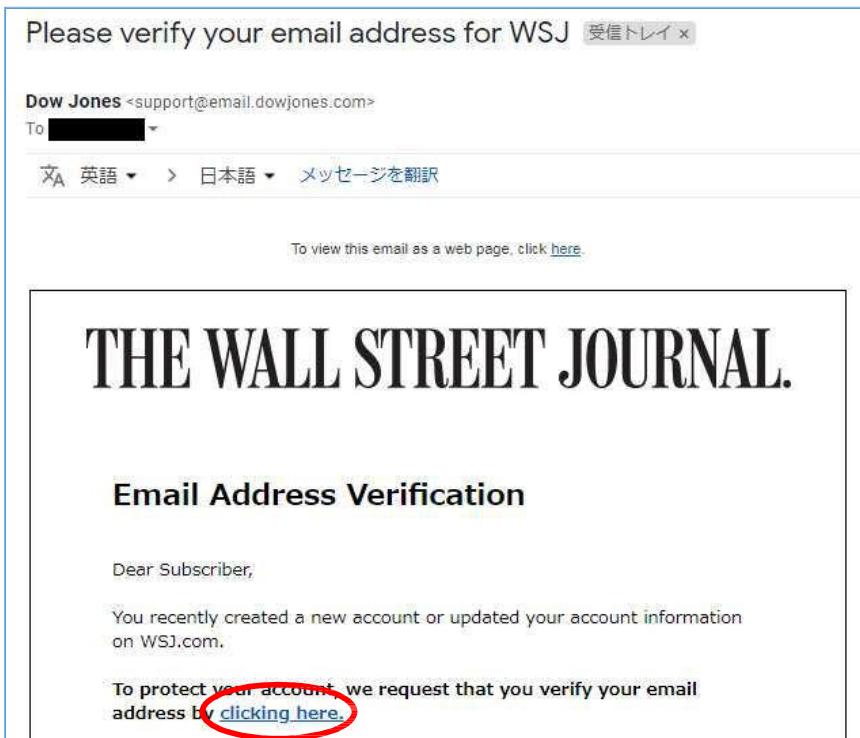 Please verify your email address for WSJ 受信トレイ ×
Dow Jones <support@email.dowjones.com>
To
文A 英語 ▼ > 日本語 ▼ メッセージを翻訳
To view this email as a web page, click here.
THE WALL STREET JOURNAL.
Email Address Verification
Dear Subscriber,
You recently created a new account or updated your account information
on WSJ.com.
To protect your account, we request that you verify your email
address by clicking here.